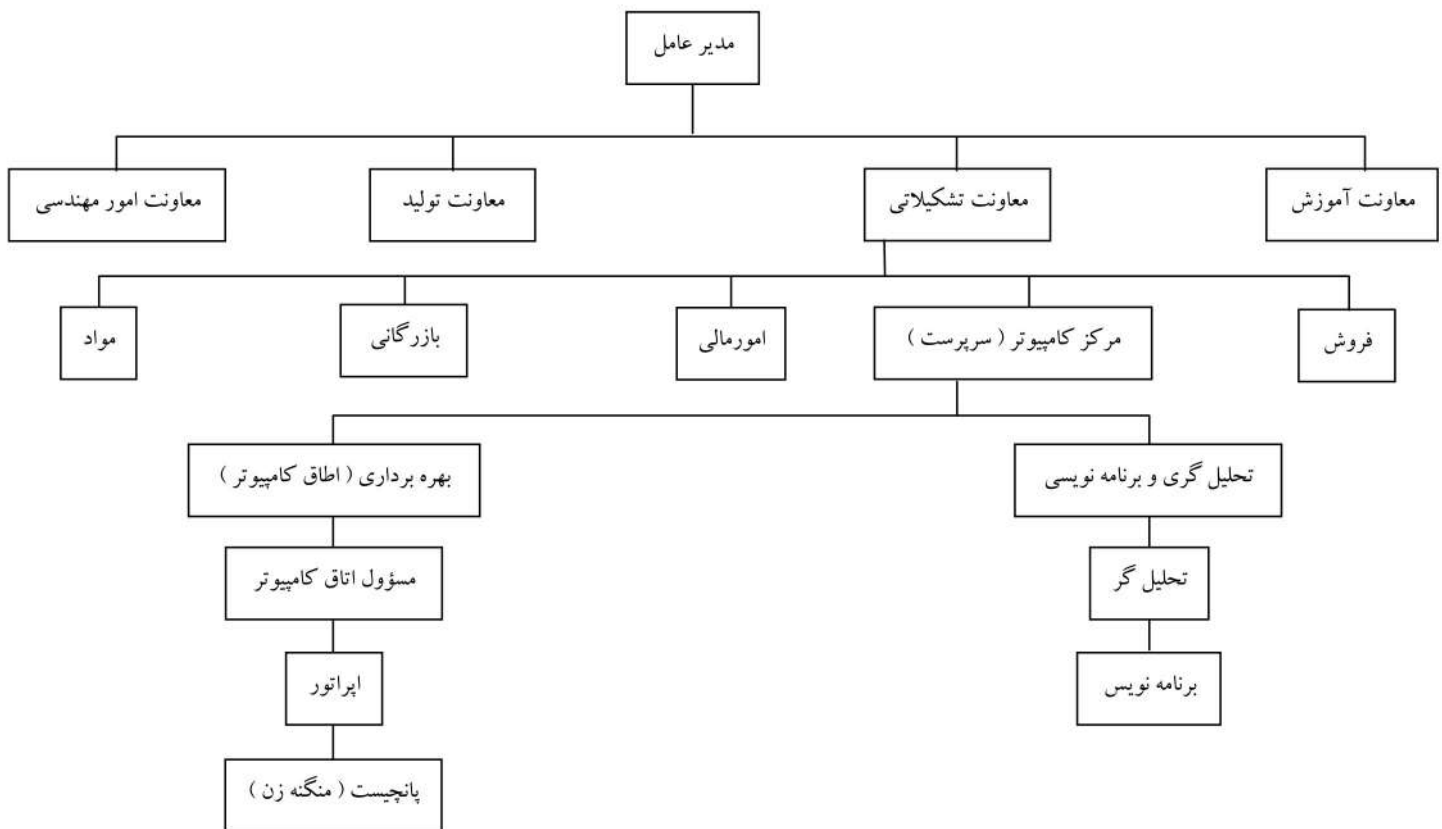 مدیر عامل
معاونت آموزش
معاونت تشکیلاتی
معاونت تولید
معاونت امور مهندسی
فروش
مرکز کامپیوتر ( سرپرست )
امورمالی
بازرگانی
مواد
تحلیل گری و برنامه نویسی
بهره برداری ( اطاق کامپیوتر )
تحلیل گر
مسؤول اتاق کامپیوتر
برنامه نویس
اپراتور
پانچیست ( منگنه زن )